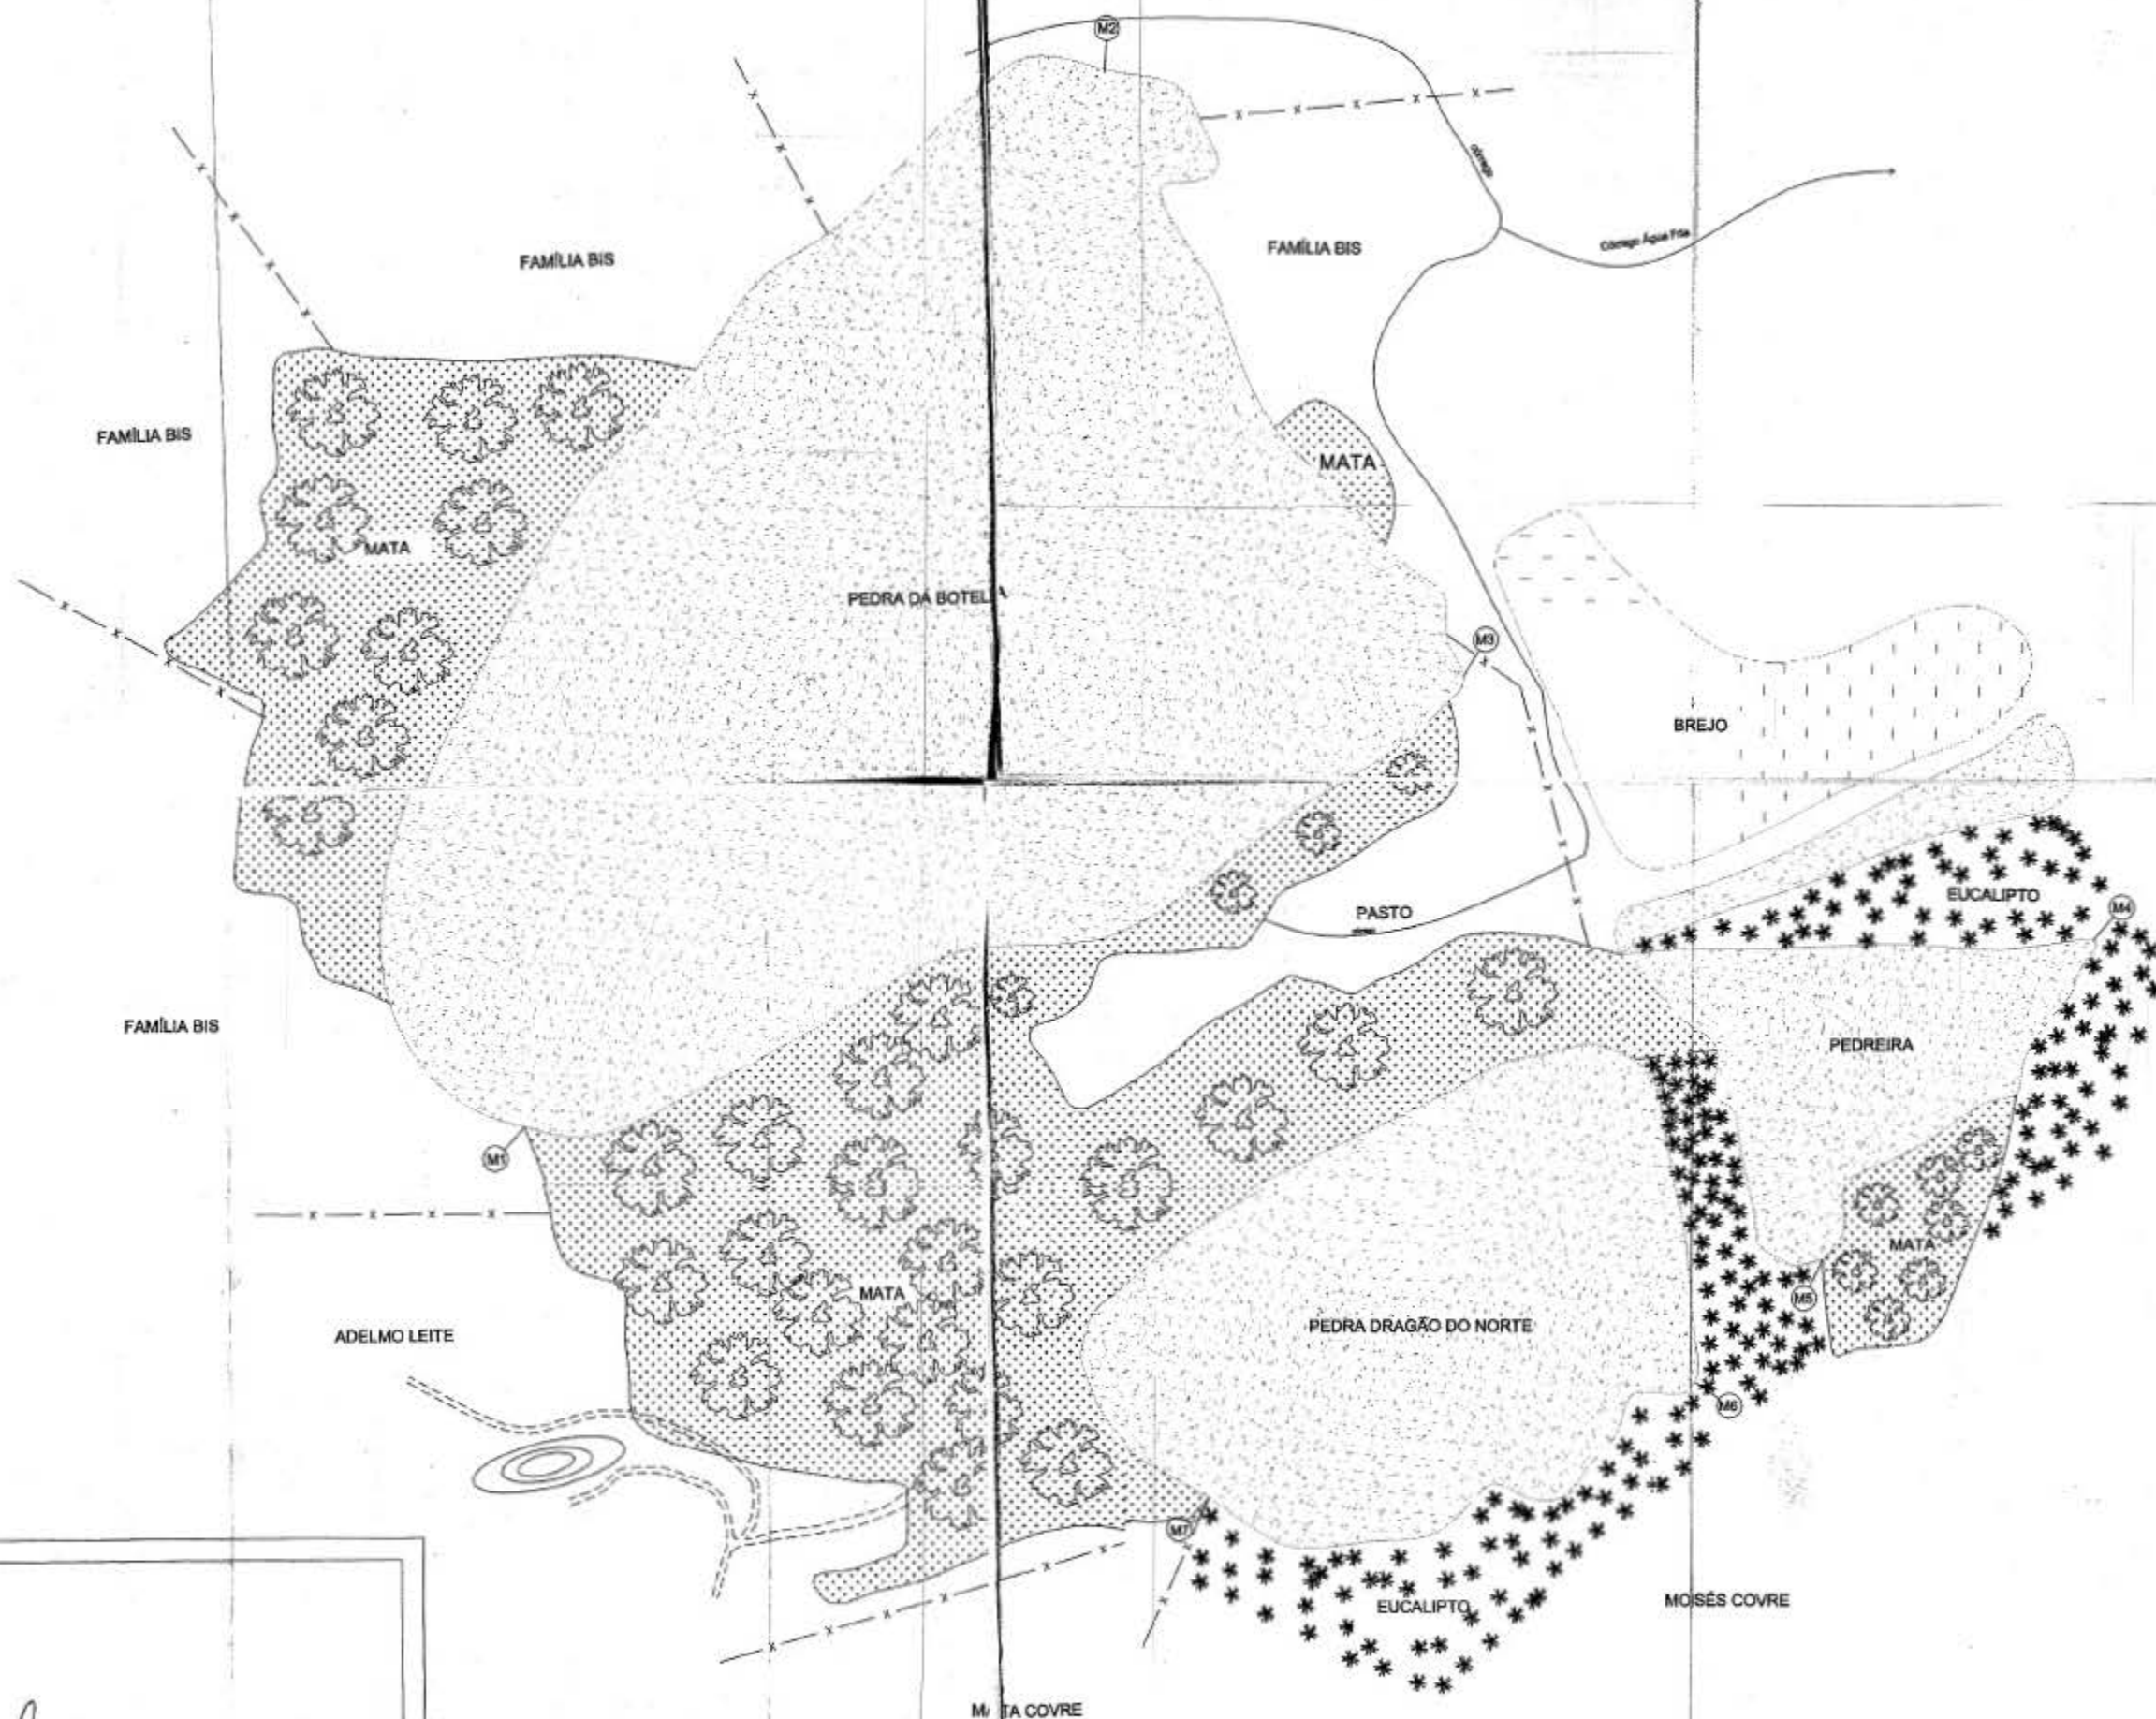 M2
córrego
Córrego Água Fria
FAMÍLIA BIS
FAMÍLIA BIS
FAMÍLIA BIS
MATA
MATA
PEDRA DA BOTEL
M3
BREJO
EUCALIPTO
M4
PASTO
FAMÍLIA BIS
PEDREIRA
M1
MATA
MATA
M5
ADELMO LEITE
PEDRA DRAGÃO DO NORTE
M6
M7
EUCALIPTO
MOISÉS COVRE
COVRE